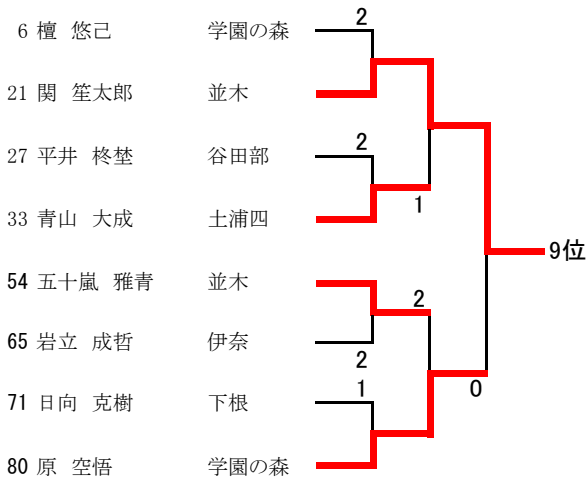 6 檀 悠己 学園の森 2
21 関 笙太郎 並木
27 平井 柊埜 谷田部 2
33 青山 大成 土浦四 1
9位
54 五十嵐 雅青 並木 2
65 岩立 成哲 伊奈 2
71 日向 克樹 下根 1 0
80 原 空悟 学園の森